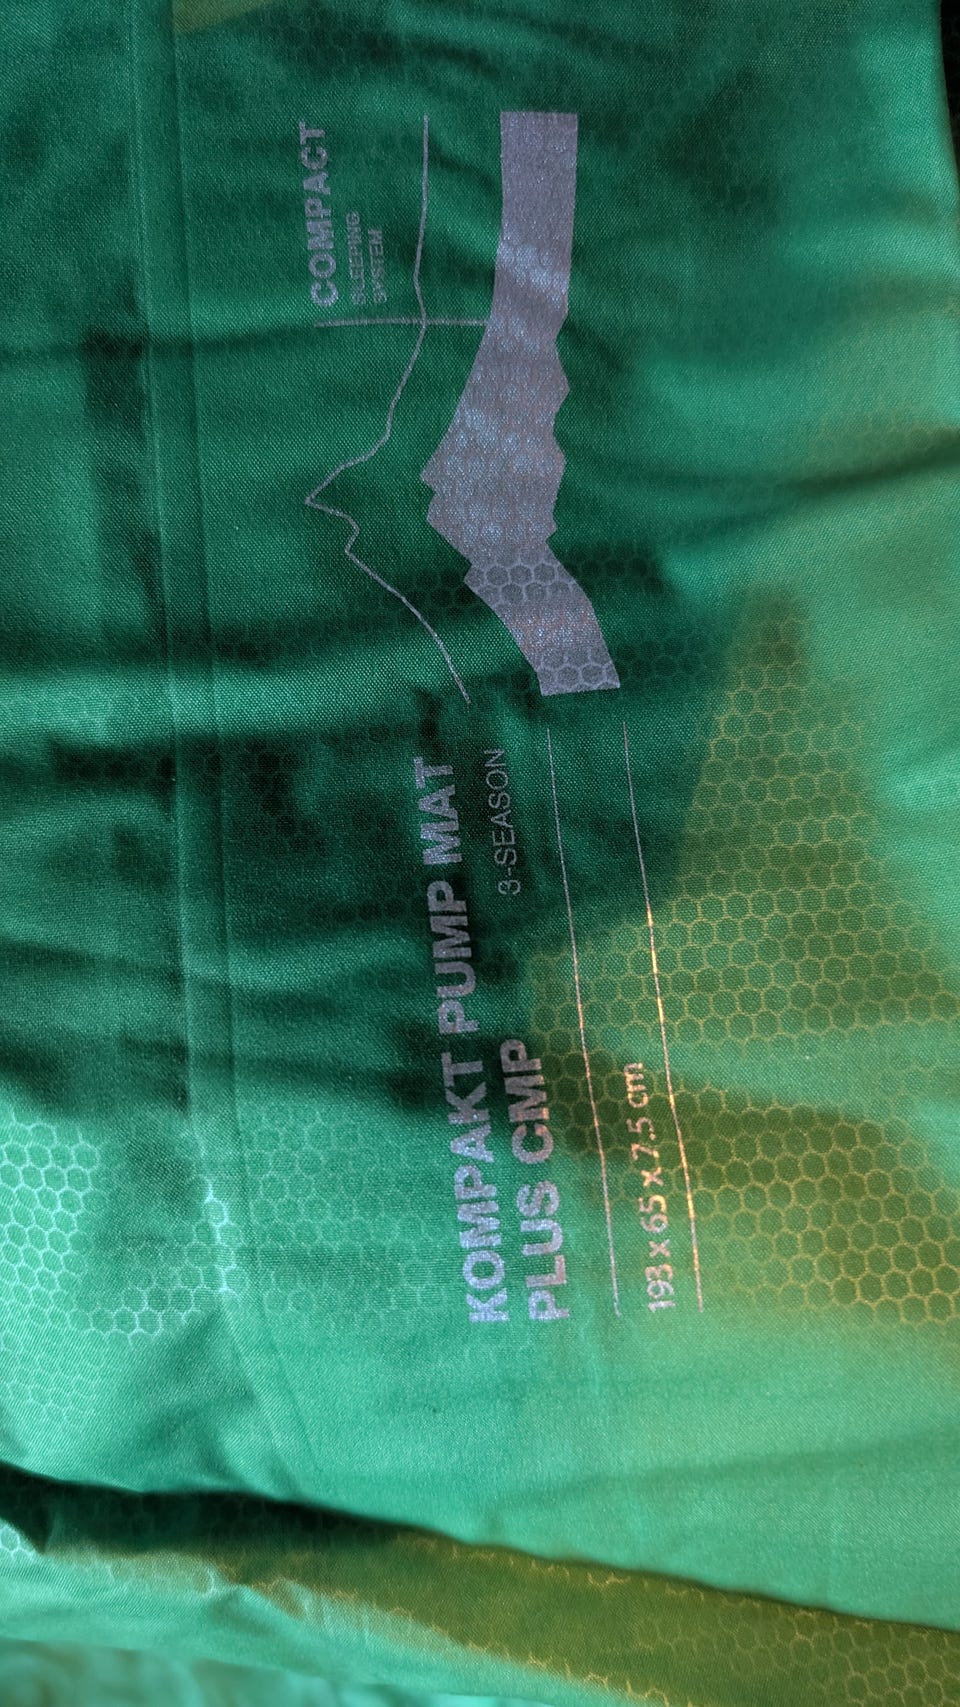 COMPACT
SLEEPING
SYSTEM
KOMPAKT PUMP MAT
PLUS CMP
3-SEASON
193 x 65 x 7.5 cm